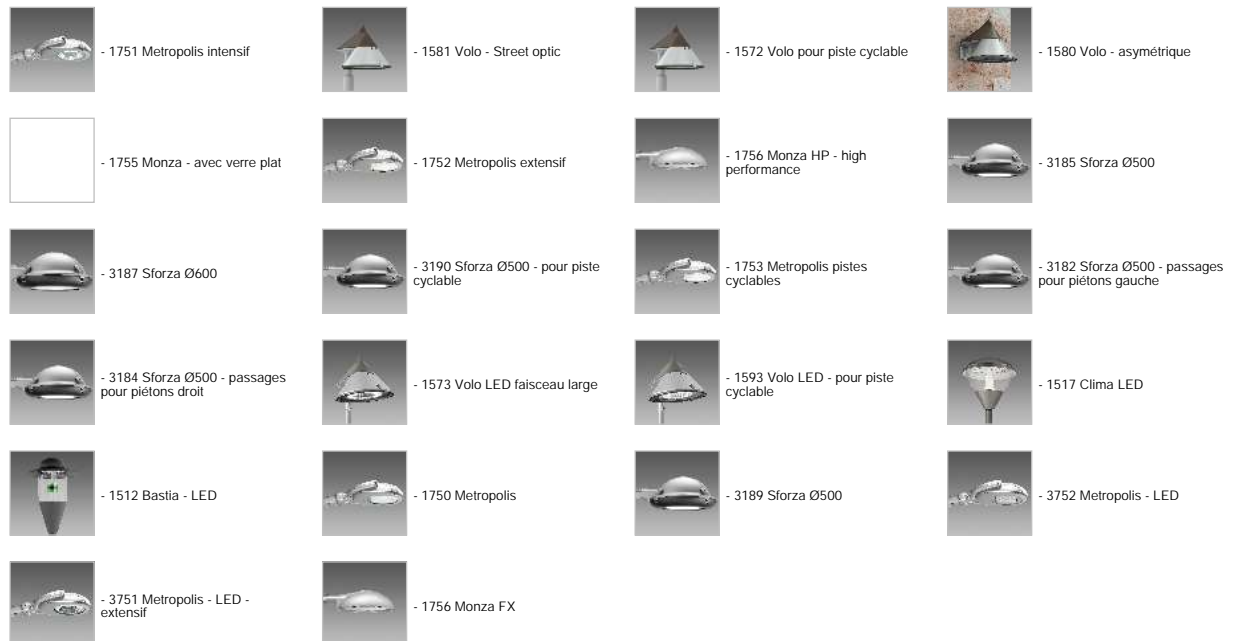 - 1751 Metropolis intensif
- 1581 Volo - Street optic
- 1572 Volo pour piste cyclable
- 1580 Volo - asymétrique
- 1755 Monza - avec verre plat
- 1752 Metropolis extensif
- 1756 Monza HP - high
performance
- 3185 Sforza Ø500
- 3187 Sforza Ø600
- 3190 Sforza Ø500 - pour piste
cyclable
- 1753 Metropolis pistes
cyclables
- 3182 Sforza Ø500 - passages
pour piétons gauche
- 3184 Sforza Ø500 - passages
pour piétons droit
- 1573 Volo LED faisceau large
- 1593 Volo LED - pour piste
cyclable
- 1517 Clima LED
- 1512 Bastia - LED
- 1750 Metropolis
- 3189 Sforza Ø500
- 3752 Metropolis - LED
- 3751 Metropolis - LED -
extensif
- 1756 Monza FX